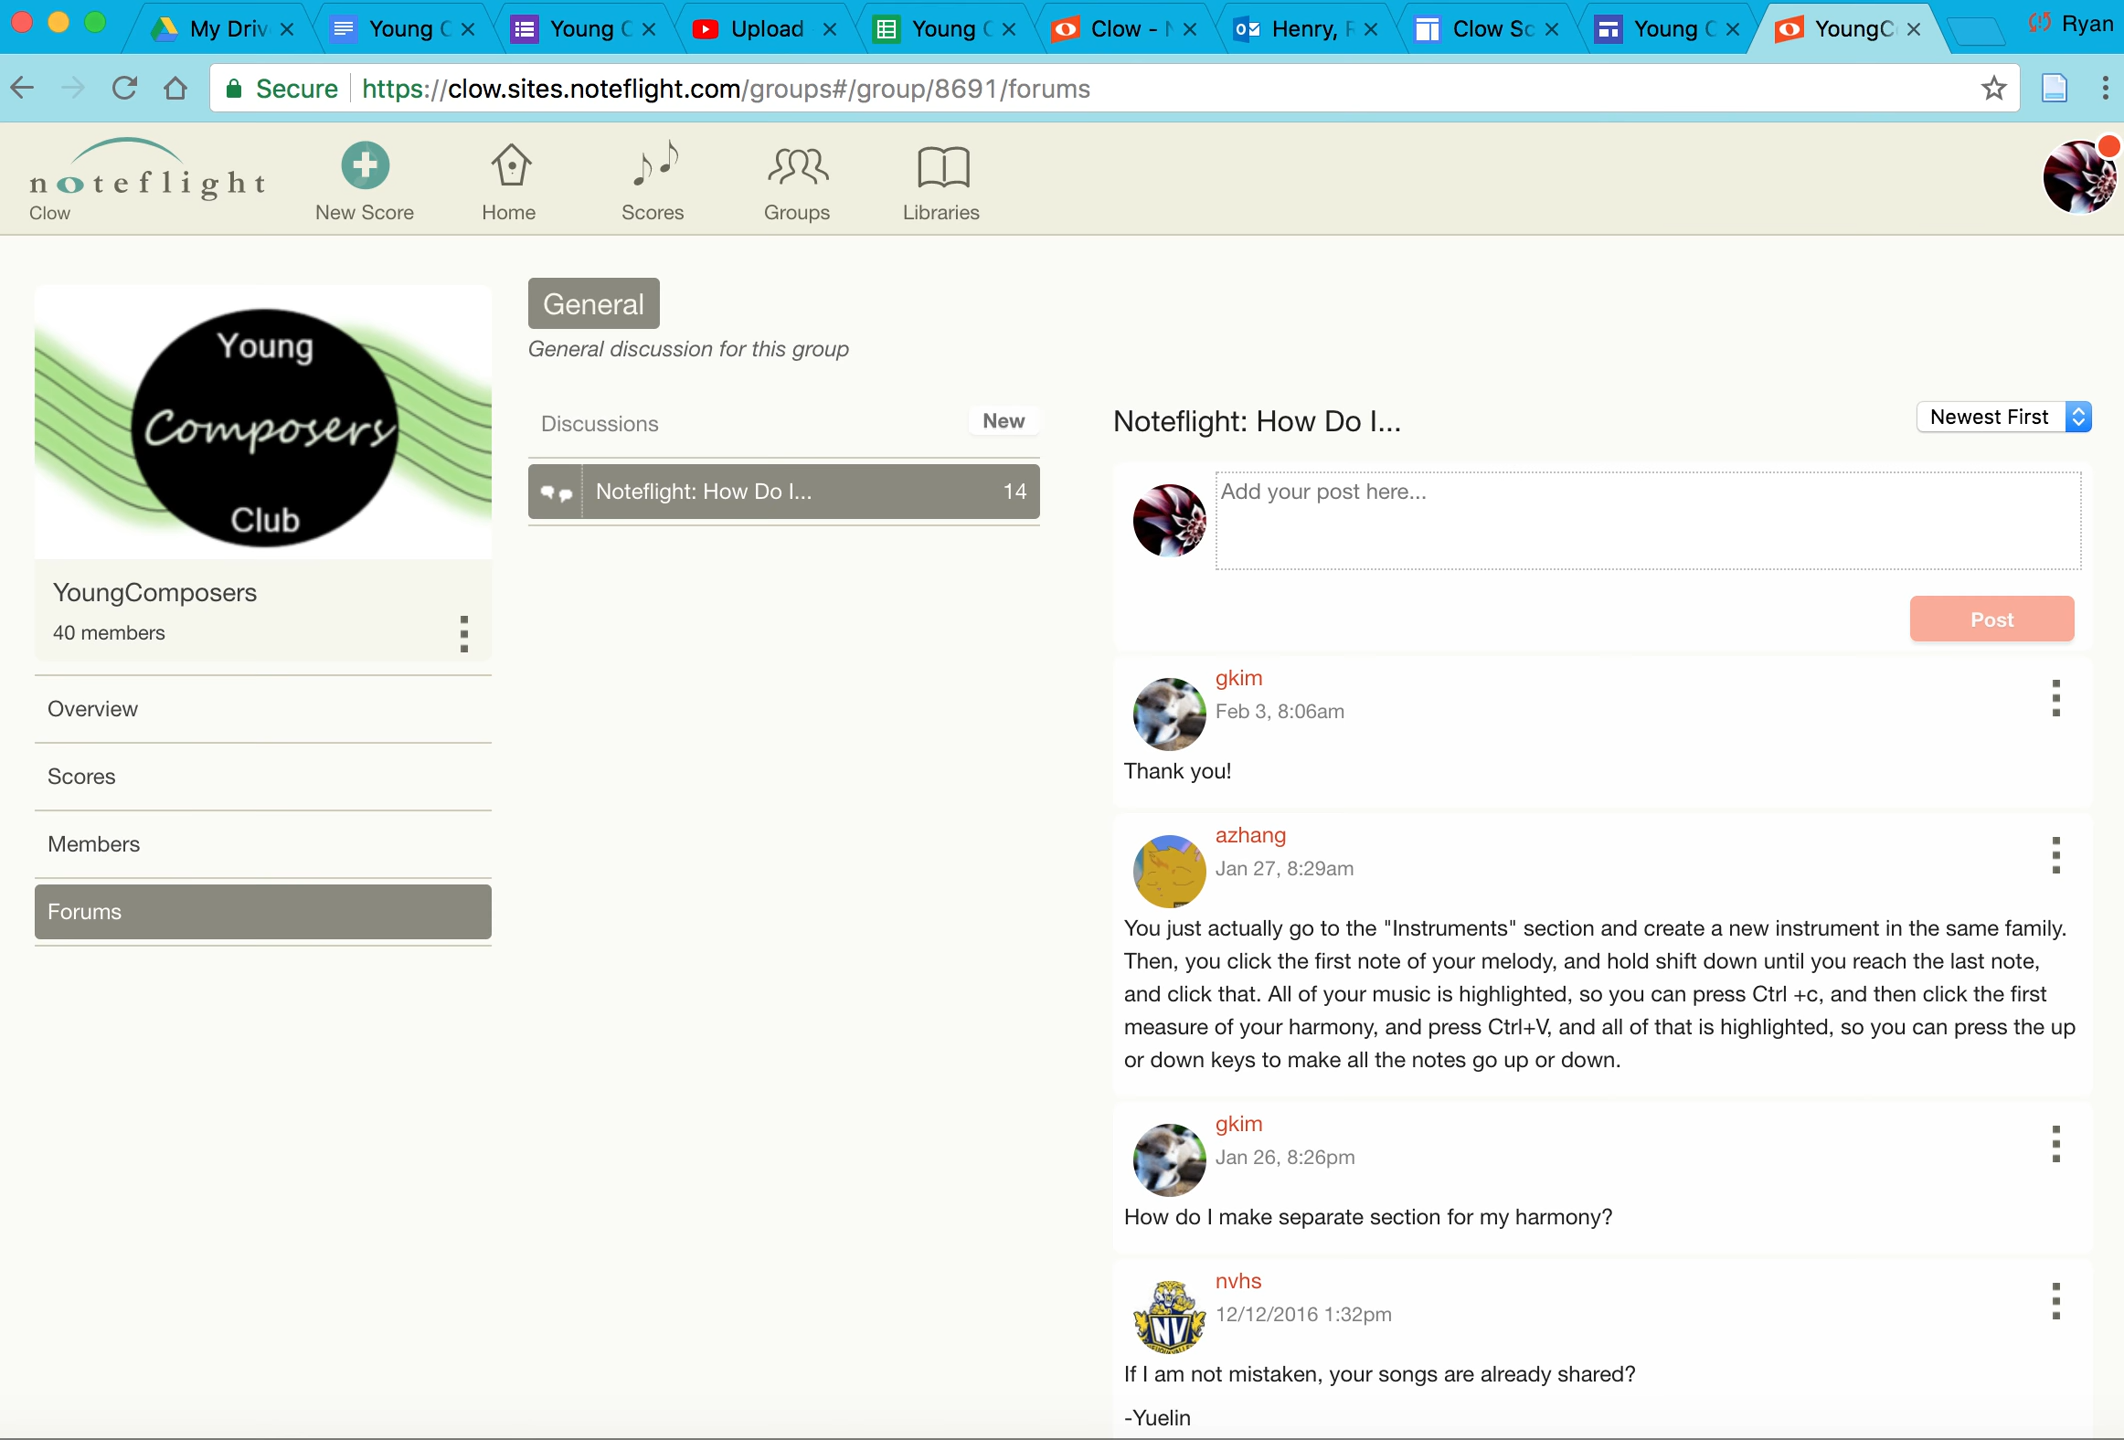 My Driv
Young C
Young C
Upload
Young C
Clow - N
Henry, R
Clow Sc
Young C
YoungC
Ryan
Secure
https://clow.sites.noteflight.com/groups#/group/8691/forums
noteflight
Clow
New Score
Home
Scores
Groups
Libraries
Young
Composers
Club
YoungComposers
40 members
Overview
Scores
Members
Forums
General
General discussion for this group
Discussions
New
Noteflight: How Do I...
14
Noteflight: How Do I...
Newest First
Add your post here...
Post
gkim
Feb 3, 8:06am
Thank you!
azhang
Jan 27, 8:29am
You just actually go to the "Instruments" section and create a new instrument in the same family.
Then, you click the first note of your melody, and hold shift down until you reach the last note,
and click that. All of your music is highlighted, so you can press Ctrl +c, and then click the first
measure of your harmony, and press Ctrl+V, and all of that is highlighted, so you can press the up
or down keys to make all the notes go up or down.
gkim
Jan 26, 8:26pm
How do I make separate section for my harmony?
nvhs
12/12/2016 1:32pm
NV
If I am not mistaken, your songs are already shared?
-Yuelin